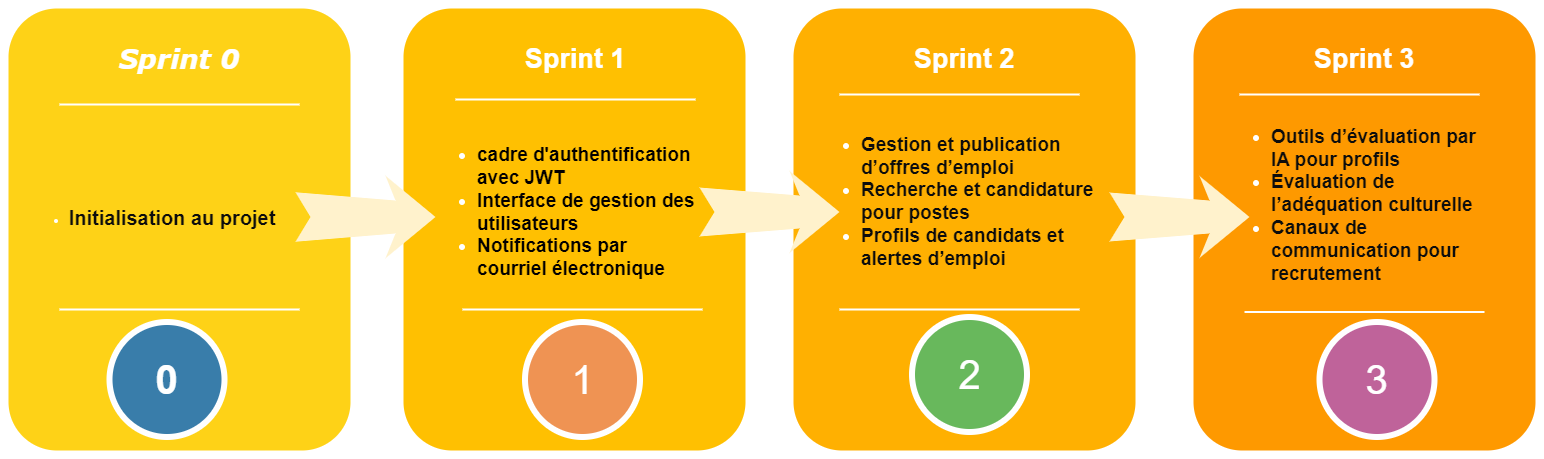 Sprint 0
Initialisation au projet
0
Sprint 1
cadre d'authentification
avec JWT
Interface de gestion des
utilisateurs
Notifications par
courriel électronique
1
Sprint 2
Gestion et publication
d’offres d’emploi
Recherche et candidature
pour postes
Profils de candidats et
alertes d’emploi
2
Sprint 3
Outils d’évaluation par
IA pour profils
Évaluation de
l’adéquation culturelle
Canaux de
communication pour
recrutement
3